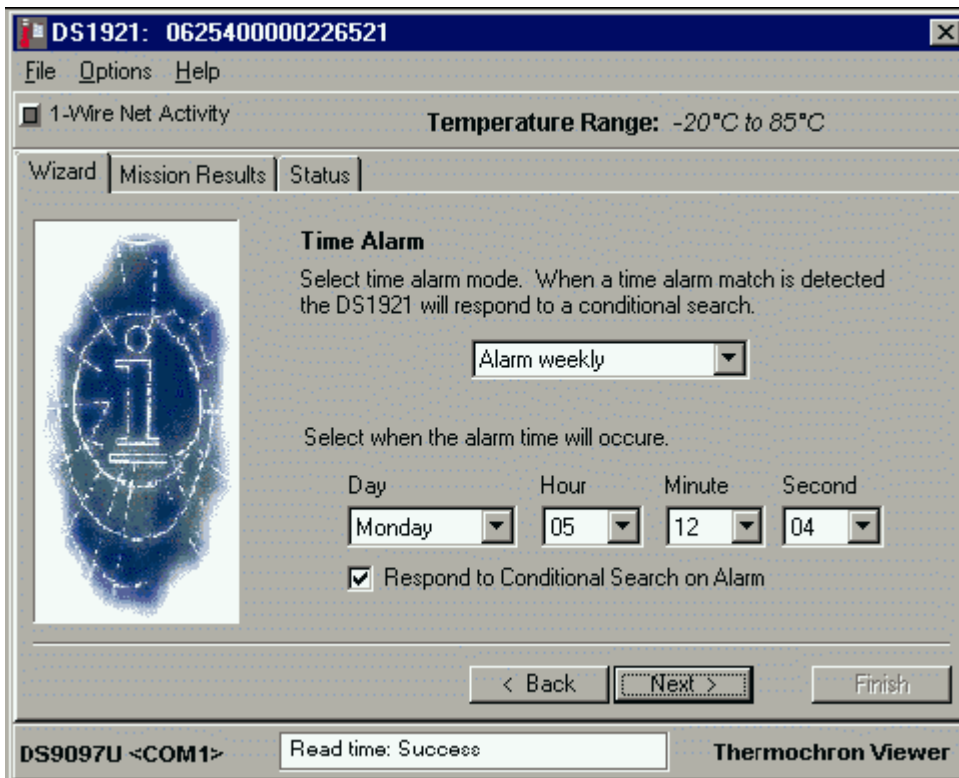 DS1921: 0625400000226521
File Options Help
1-Wire Net Activity
Temperature Range: -20°C to 85°C
Wizard Mission Results Status
Time Alarm
Select time alarm mode. When a time alarm match is detected
the DS1921 will respond to a conditional search.
Alarm weekly
Select when the alarm time will occure.
Day Hour Minute Second
Monday 05 12 04
Respond to Conditional Search on Alarm
< Back Next > Finish
DS9097U <COM1> Read time: Success Thermochron Viewer